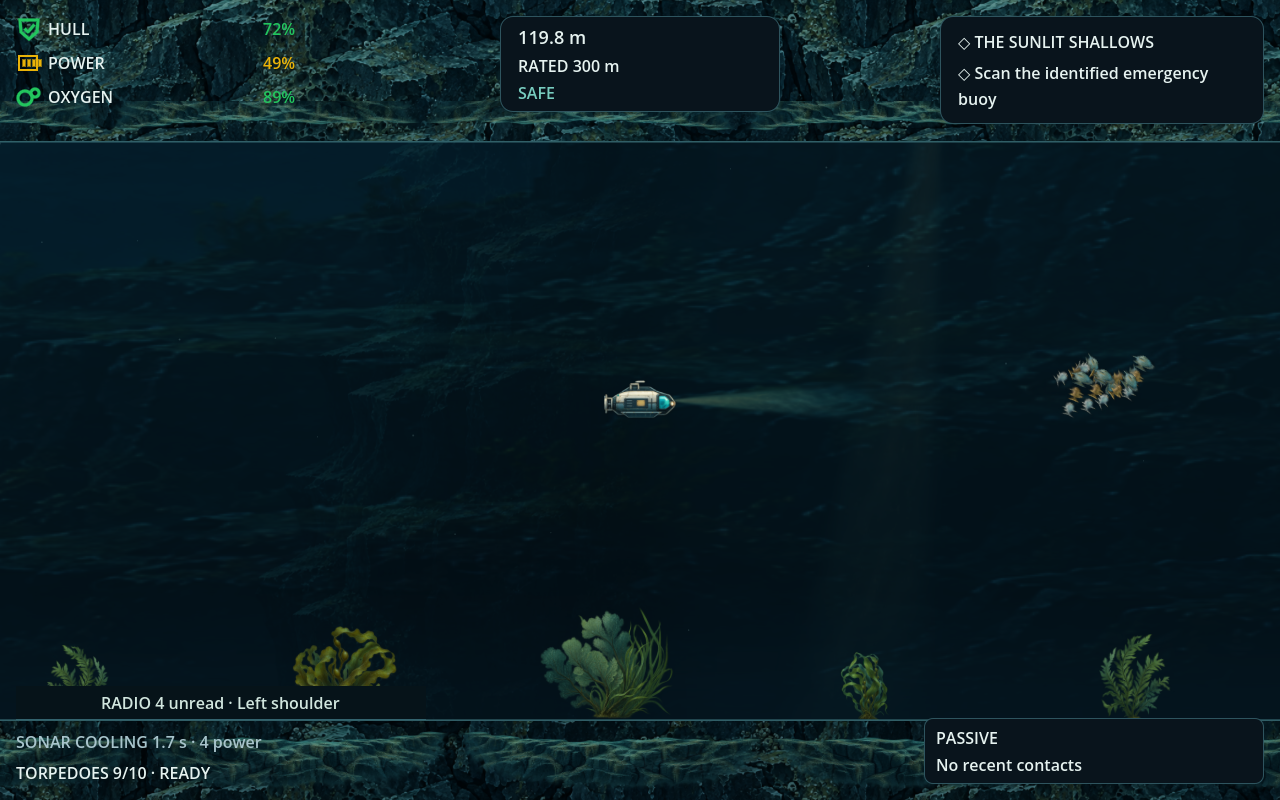 HULL 72%
POWER 49%
OXYGEN 89%
119.8 m
RATED 300 m
SAFE
◇ THE SUNLIT SHALLOWS
◇ Scan the identified emergency
buoy
RADIO 4 unread · Left shoulder
SONAR COOLING 1.7 s · 4 power
TORPEDOES 9/10 · READY
PASSIVE
No recent contacts